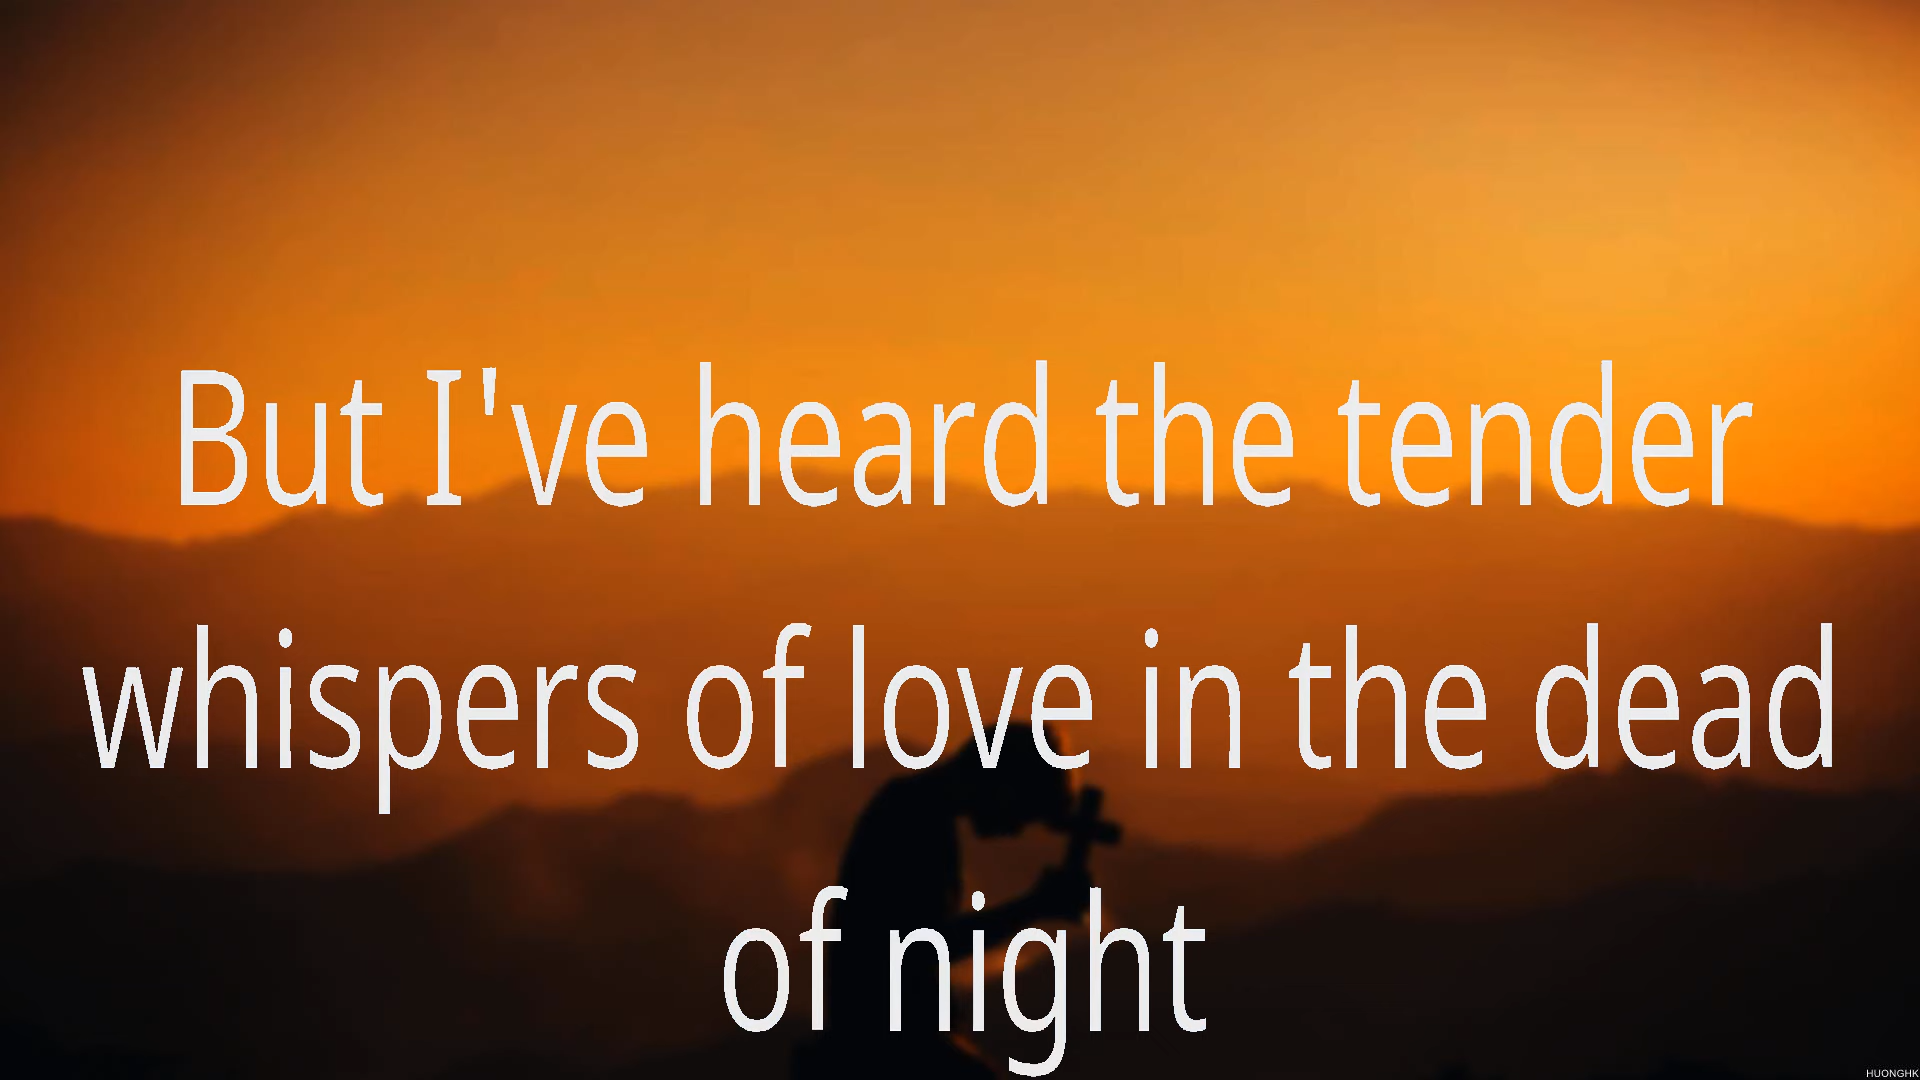 But I've heard the tender
whispers of love in the dead
of night
HUONGHK